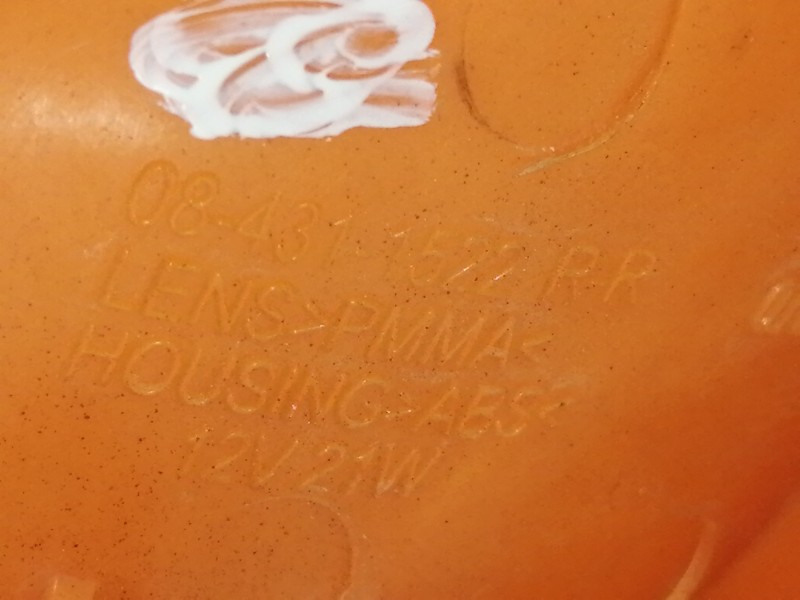 08-431-1522 RR
LENS>PMMA<
HOUSING>ABS<
12V 21W